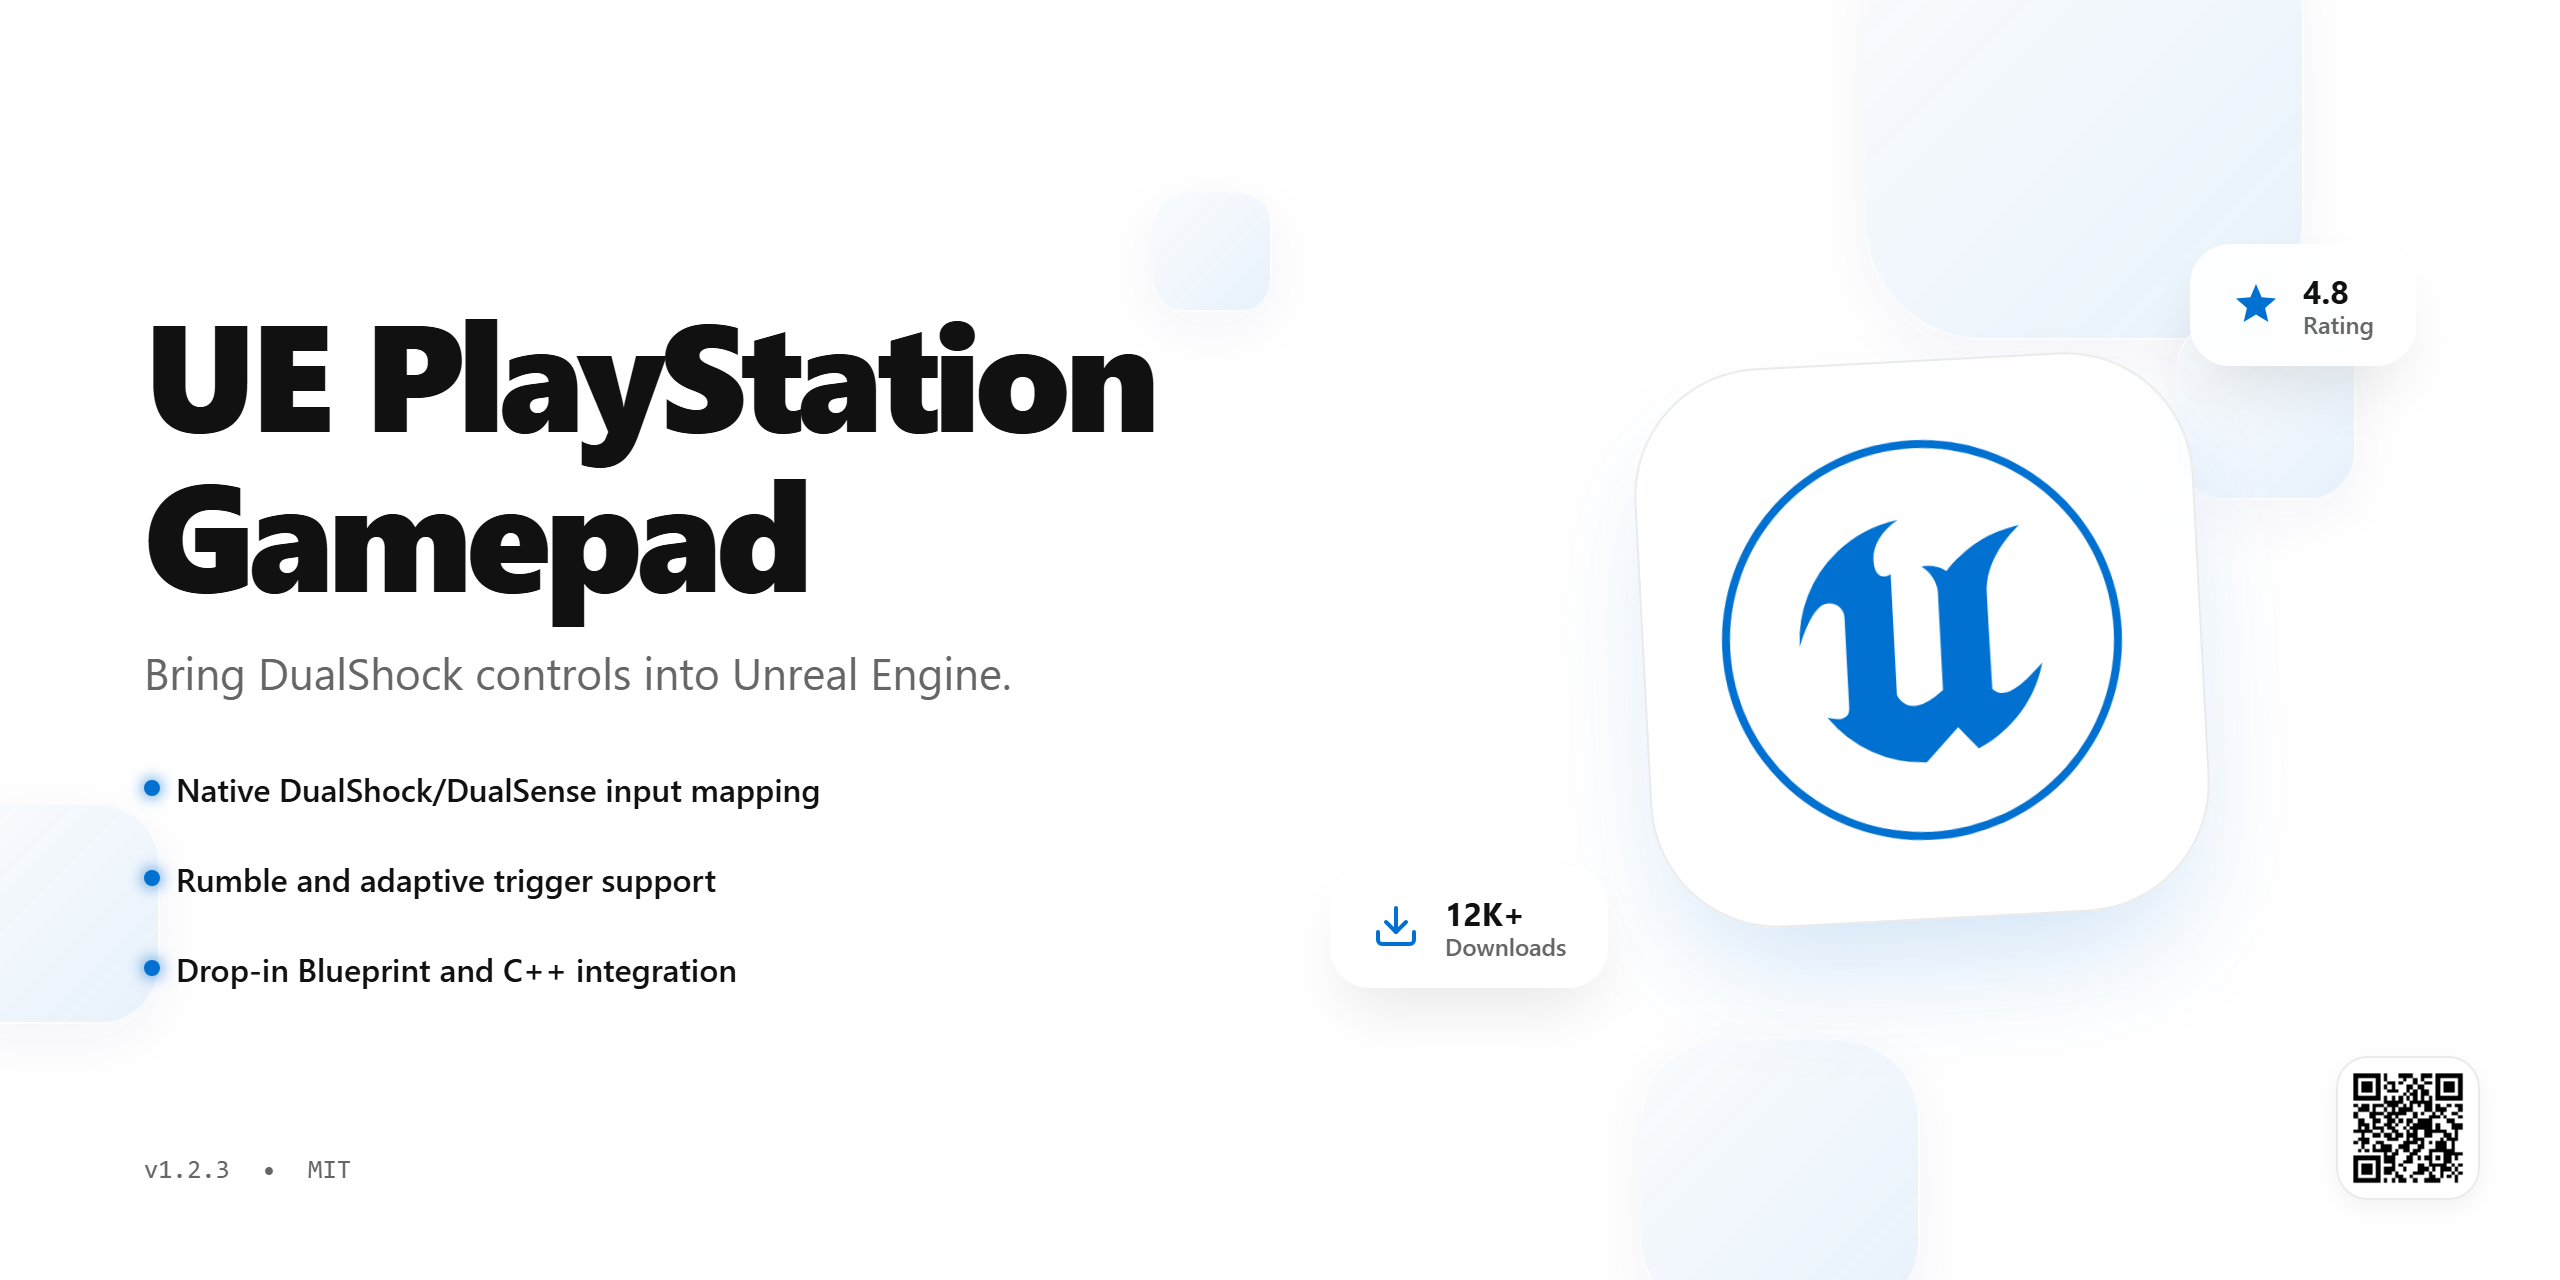 UE PlayStation
Gamepad
Bring DualShock controls into Unreal Engine.
Native DualShock/DualSense input mapping
Rumble and adaptive trigger support
Drop-in Blueprint and C++ integration
v1.2.3 • MIT
4.8
Rating
12K+
Downloads